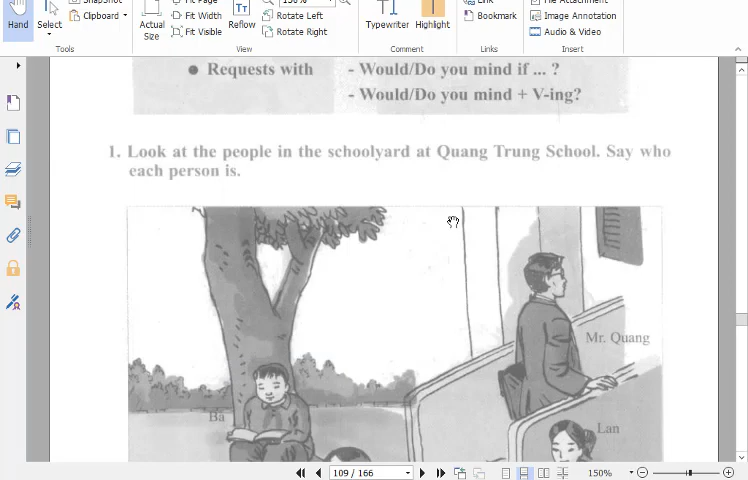 Hand
Select
SnapShot
Clipboard
Actual
Size
Fit Page
Fit Width
Fit Visible
Reflow
150%
Rotate Left
Rotate Right
Typewriter
Highlight
Link
Bookmark
File Attachment
Image Annotation
Audio & Video
Tools
View
Comment
Links
Insert
● Requests with - Would/Do you mind if ... ?
- Would/Do you mind + V-ing?
1. Look at the people in the schoolyard at Quang Trung School. Say who
each person is.
Mr. Quang
Ba
Lan
109 / 166
150%